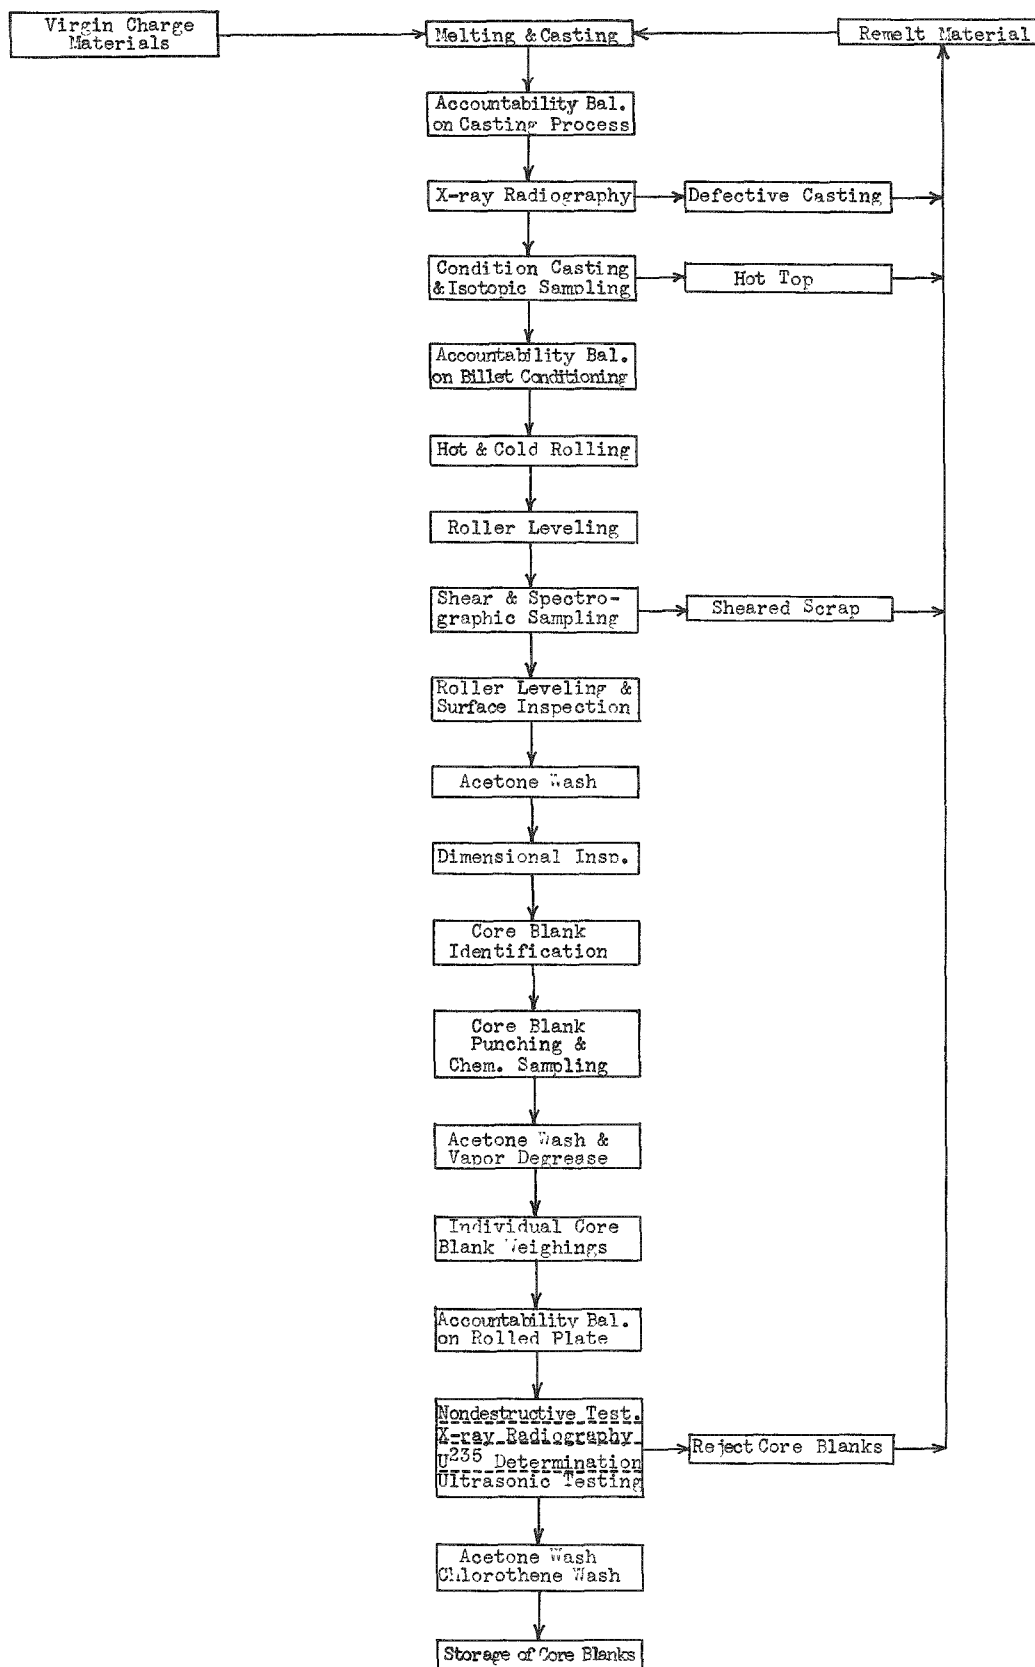 Virgin Charge
Materials
Melting & Casting
Remelt Material
Accountability Bal.
on Casting Process
X-ray Radiography
Defective Casting
Condition Casting
& Isotopic Sampling
Hot Top
Accountability Bal.
on Billet Conditioning
Hot & Cold Rolling
Roller Leveling
Shear & Spectro-
graphic Sampling
Sheared Scrap
Roller Leveling &
Surface Inspection
Acetone Wash
Dimensional Insp.
Core Blank
Identification
Core Blank
Punching &
Chem. Sampling
Acetone Wash &
Vapor Degrease
Individual Core
Blank Weighings
Accountability Bal.
on Rolled Plate
Nondestructive Test.
X-ray Radiography
U235 Determination
Ultrasonic Testing
Reject Core Blanks
Acetone Wash
Chlorothene Wash
Storage of Core Blanks